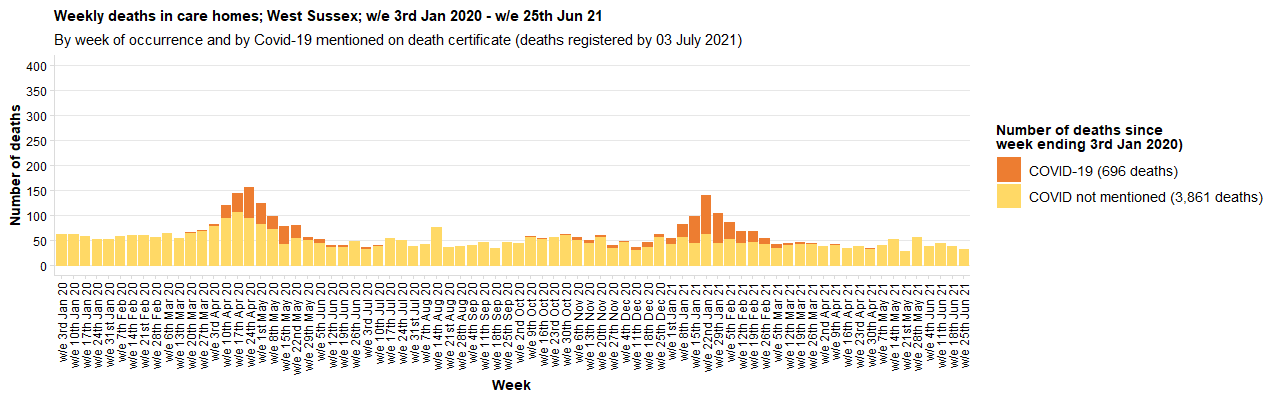 Weekly deaths in care homes; West Sussex; w/e 3rd Jan 2020 - w/e 25th Jun 21
By week of occurrence and by Covid-19 mentioned on death certificate (deaths registered by 03 July 2021)
400
350
300
250
200
150
100
50
0
Number of deaths
w/e 3rd Jan 20
w/e 10th Jan 20
w/e 17th Jan 20
w/e 24th Jan 20
w/e 31st Jan 20
w/e 7th Feb 20
w/e 14th Feb 20
w/e 21st Feb 20
w/e 28th Feb 20
w/e 6th Mar 20
w/e 13th Mar 20
w/e 20th Mar 20
w/e 27th Mar 20
w/e 3rd Apr 20
w/e 10th Apr 20
w/e 17th Apr 20
w/e 24th Apr 20
w/e 1st May 20
w/e 8th May 20
w/e 15th May 20
w/e 22nd May 20
w/e 29th May 20
w/e 5th Jun 20
w/e 12th Jun 20
w/e 19th Jun 20
w/e 26th Jun 20
w/e 3rd Jul 20
w/e 10th Jul 20
w/e 17th Jul 20
w/e 24th Jul 20
w/e 31st Jul 20
w/e 7th Aug 20
w/e 14th Aug 20
w/e 21st Aug 20
w/e 28th Aug 20
w/e 4th Sep 20
w/e 11th Sep 20
w/e 18th Sep 20
w/e 25th Sep 20
w/e 2nd Oct 20
w/e 9th Oct 20
w/e 16th Oct 20
w/e 23rd Oct 20
w/e 30th Oct 20
w/e 6th Nov 20
w/e 13th Nov 20
w/e 20th Nov 20
w/e 27th Nov 20
w/e 4th Dec 20
w/e 11th Dec 20
w/e 18th Dec 20
w/e 25th Dec 20
w/e 1st Jan 21
w/e 8th Jan 21
w/e 15th Jan 21
w/e 22nd Jan 21
w/e 29th Jan 21
w/e 5th Feb 21
w/e 12th Feb 21
w/e 19th Feb 21
w/e 26th Feb 21
w/e 5th Mar 21
w/e 12th Mar 21
w/e 19th Mar 21
w/e 26th Mar 21
w/e 2nd Apr 21
w/e 9th Apr 21
w/e 16th Apr 21
w/e 23rd Apr 21
w/e 30th Apr 21
w/e 7th May 21
w/e 14th May 21
w/e 21st May 21
w/e 28th May 21
w/e 4th Jun 21
w/e 11th Jun 21
w/e 18th Jun 21
w/e 25th Jun 21
Week
Number of deaths since
week ending 3rd Jan 2020)
COVID-19 (696 deaths)
COVID not mentioned (3,861 deaths)